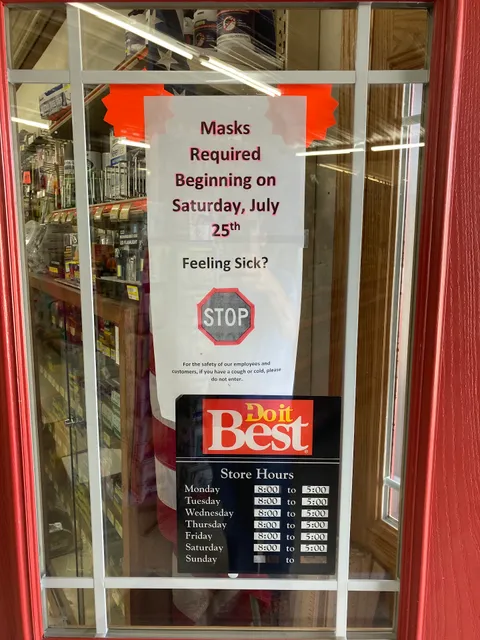 Masks
Required
Beginning on
Saturday, July
25th
Feeling Sick?
STOP
For the safety of our employees and
customers, if you have a cough or cold, please
do not enter.
Do it
Best
Store Hours
Monday 8:00 to 5:00
Tuesday 8:00 to 5:00
Wednesday 8:00 to 5:00
Thursday 8:00 to 5:00
Friday 8:00 to 5:00
Saturday 8:00 to 5:00
Sunday to